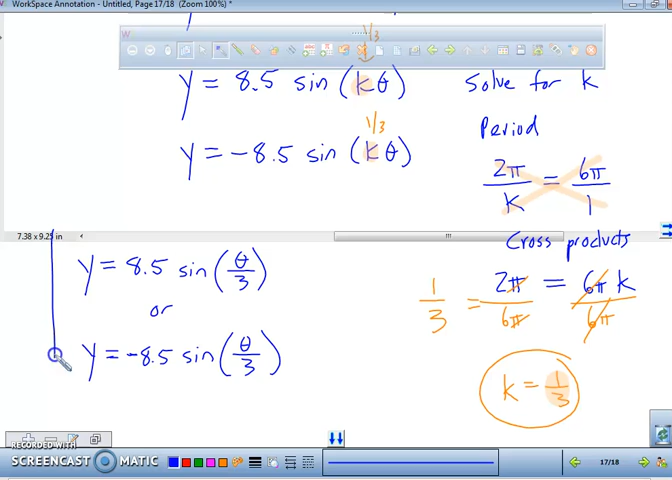 WorkSpace Annotation - Untitled, Page 17/18 (Zoom 100%)
1/3
y = 8.5 sin (kθ)
Solve for k
1/3
Period
y = -8.5 sin (kθ)
2π/k = 6π/1
7.38 x 9.25 in
Cross products
y = 8.5 sin (θ/3)
2π = 6π k
1/3 = 2π/6π 6π
or
y = -8.5 sin (θ/3)
k = 1/3
RECORDED WITH
SCREENCAST MATIC
17/18